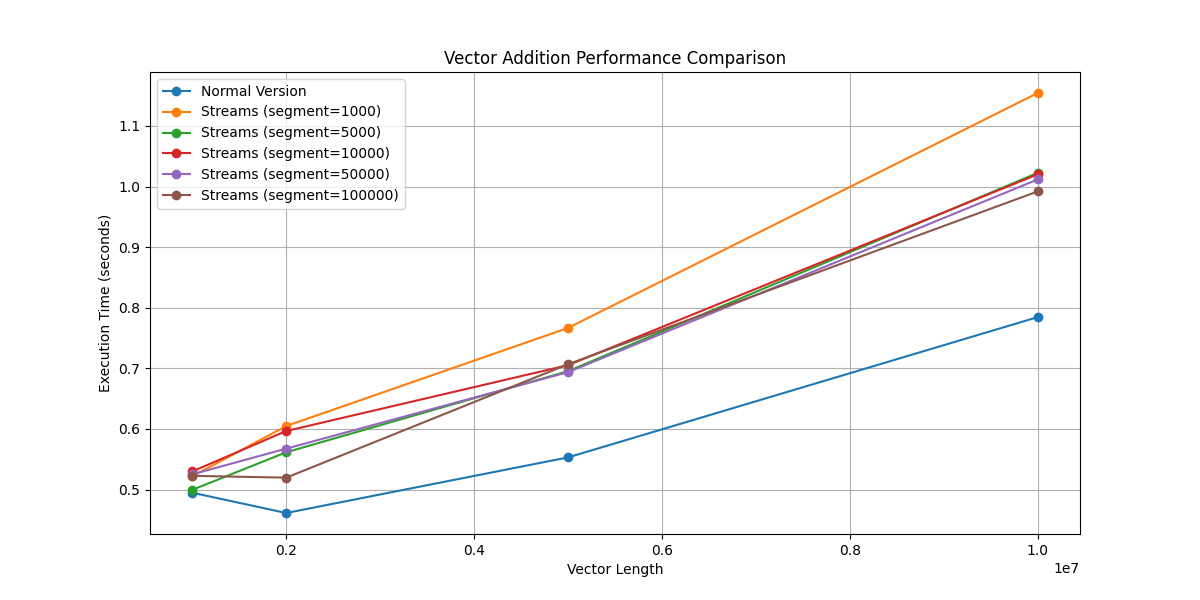 Vector Addition Performance Comparison
Normal Version
Streams (segment=1000)
Streams (segment=5000)
Streams (segment=10000)
Streams (segment=50000)
Streams (segment=100000)
Execution Time (seconds)
1.1
1.0
0.9
0.8
0.7
0.6
0.5
0.2
0.4
0.6
0.8
1.0
1e7
Vector Length